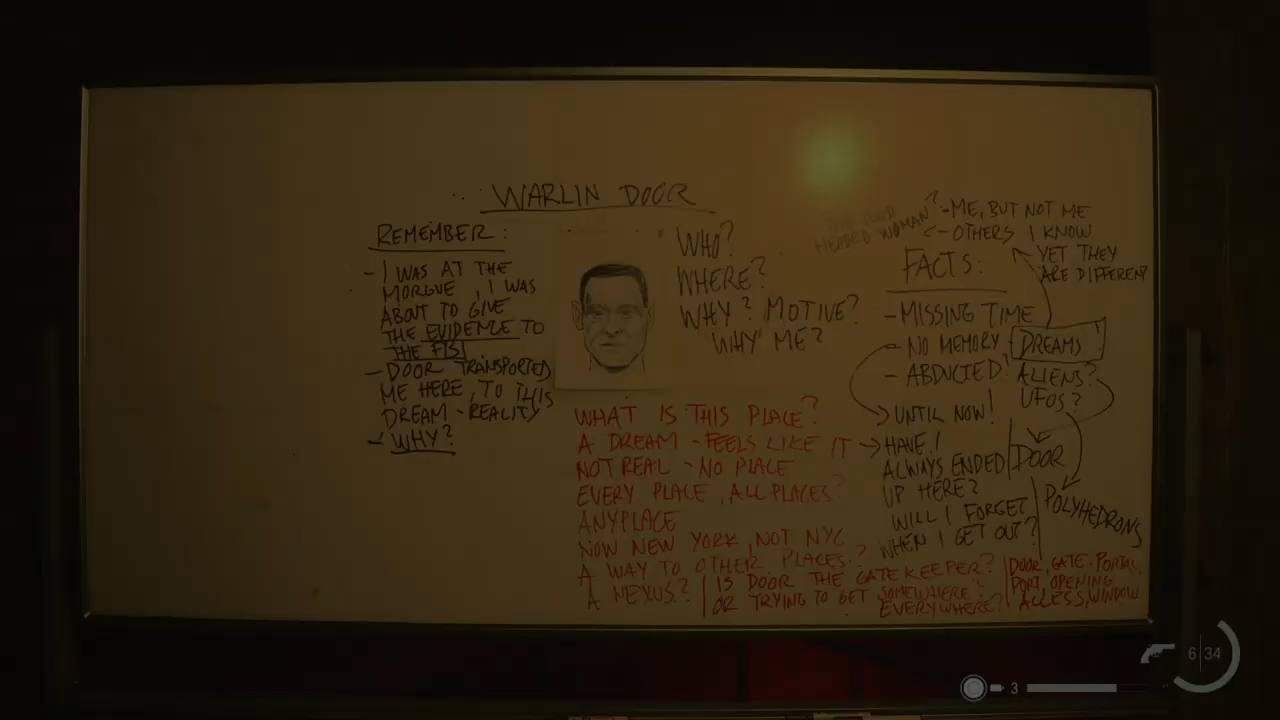 WARLIN DOOR
REMEMBER:
- I WAS AT THE
MORGUE, I WAS
ABOUT TO GIVE
THE EVIDENCE TO
THE FBI
- DOOR TRANSPORTED
ME HERE, TO THIS
DREAM-REALITY
- WHY?
WHO?
WHERE?
WHY? MOTIVE?
WHY ME?
RED
HEADED WOMAN?
- ME, BUT NOT ME
- OTHERS I KNOW
YET THEY
ARE DIFFERENT
FACTS:
- MISSING TIME
- NO MEMORY - DREAMS
- ABDUCTED? ALIENS?
UFOS?
UNTIL NOW!
HAVE I
ALWAYS ENDED
UP HERE?
WILL I FORGET
WHEN I GET OUT?
DOOR
POLYHEDRONS
WHAT IS THIS PLACE?
A DREAM - FEELS LIKE IT
NOT REAL - NO PLACE
EVERY PLACE, ALL PLACES?
ANYPLACE
NOW NEW YORK, NOT NYC
A WAY TO OTHER PLACES?
A NEXUS?
IS DOOR THE GATEKEEPER?
OR TRYING TO GET SOMEWHERE?
EVERYWHERE?
DOOR, GATE, PORTAL,
PORT, OPENING
ACCESS, WINDOW
6|34
3